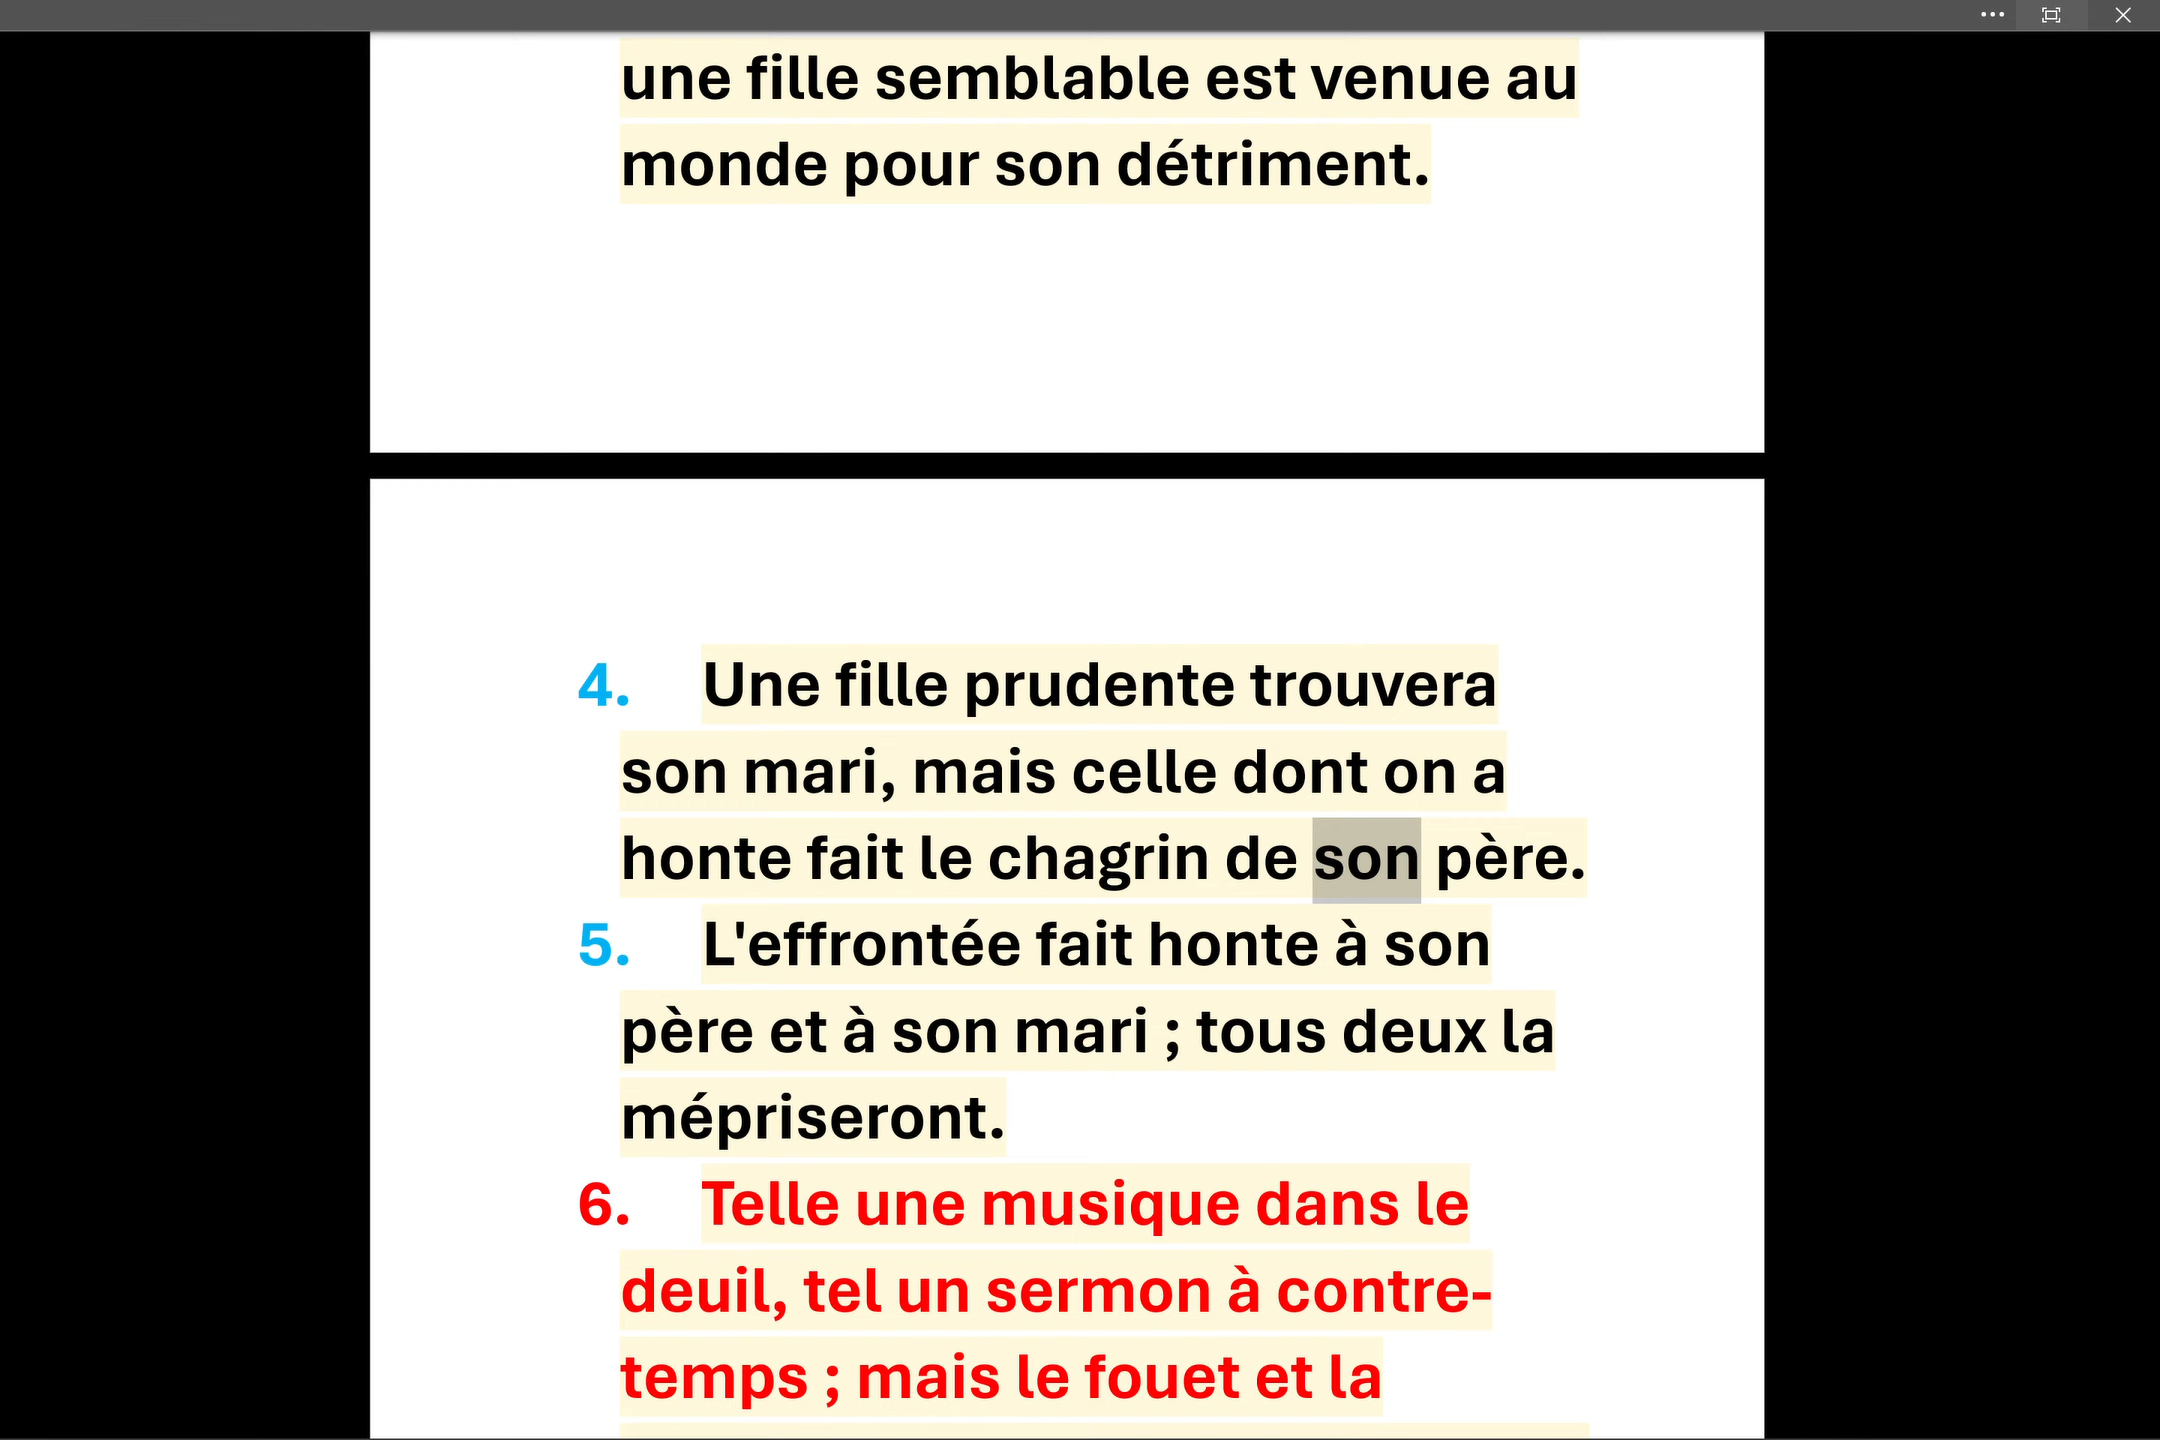 une fille semblable est venue au
monde pour son détriment.
4. Une fille prudente trouvera
son mari, mais celle dont on a
honte fait le chagrin de son père.
5. L'effrontée fait honte à son
père et à son mari ; tous deux la
mépriseront.
6. Telle une musique dans le
deuil, tel un sermon à contre-
temps ; mais le fouet et la